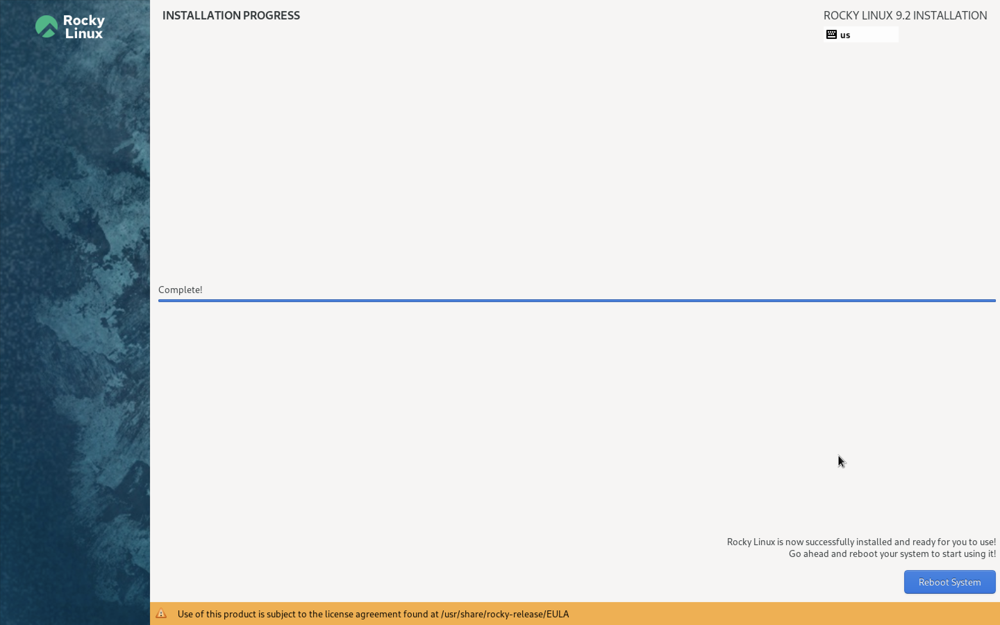 Rocky
Linux
INSTALLATION PROGRESS
ROCKY LINUX 9.2 INSTALLATION
us
Complete!
Rocky Linux is now successfully installed and ready for you to use!
Go ahead and reboot your system to start using it!
Reboot System
Use of this product is subject to the license agreement found at /usr/share/rocky-release/EULA